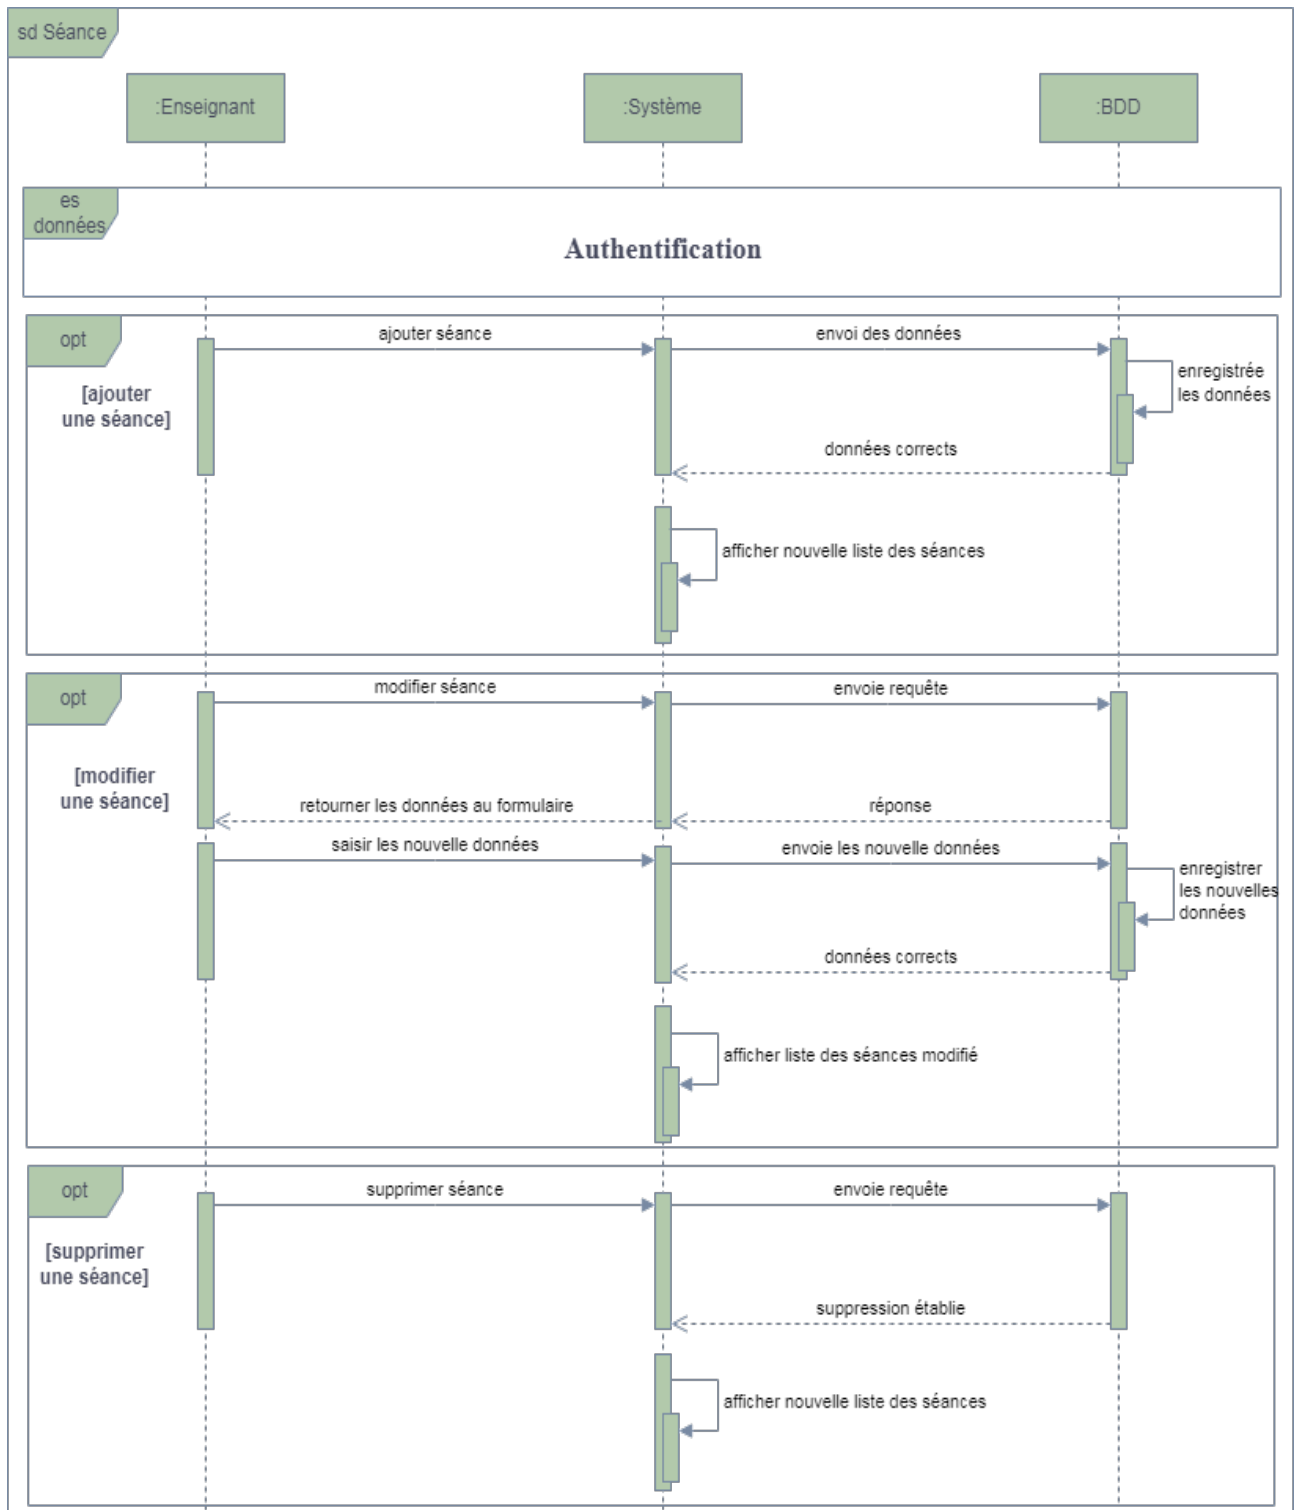 sd Séance
:Enseignant
:Système
:BDD
es
données
Authentification
opt
ajouter séance
envoi des données
[ajouter
une séance]
enregistrée
les données
données corrects
afficher nouvelle liste des séances
opt
modifier séance
envoie requête
[modifier
une séance]
retourner les données au formulaire
réponse
saisir les nouvelle données
envoie les nouvelle données
enregistrer
les nouvelles
données
données corrects
afficher liste des séances modifié
opt
supprimer séance
envoie requête
[supprimer
une séance]
suppression établie
afficher nouvelle liste des séances